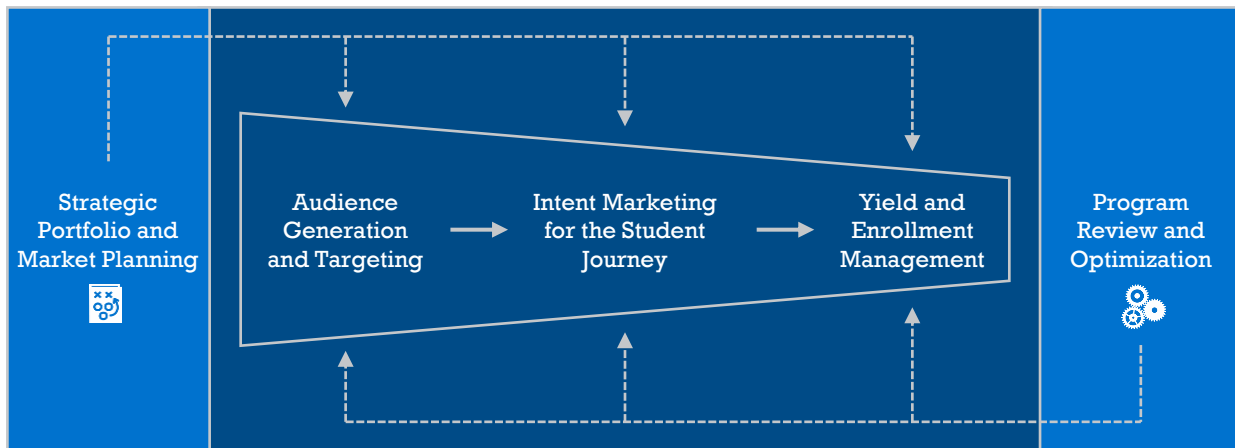 Strategic
Portfolio and
Market Planning
Audience
Generation
and Targeting
Intent Marketing
for the Student
Journey
Yield and
Enrollment
Management
Program
Review and
Optimization